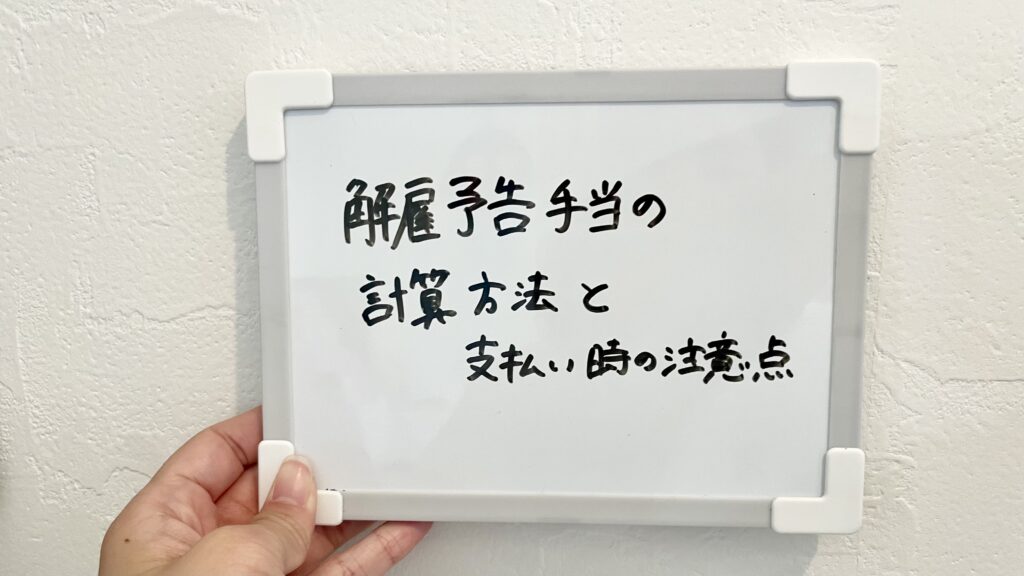 解雇予告手当の
計算方法と
支払い時の注意点